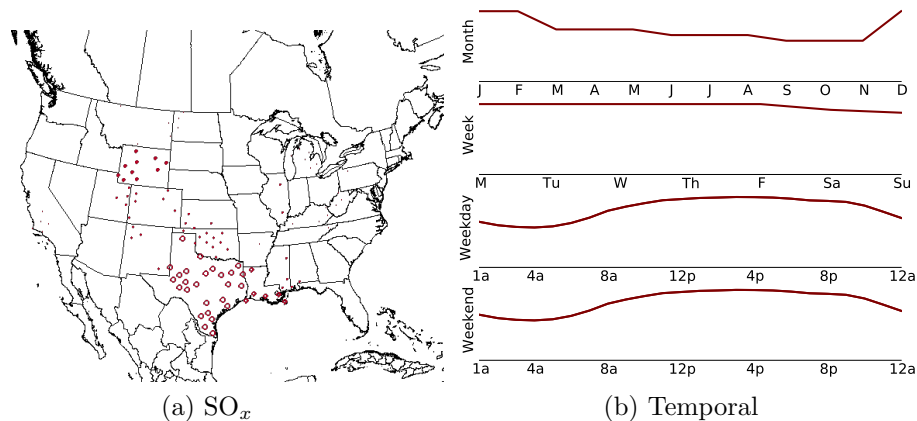 Month
J F M A M J J A S O N D
Week
M Tu W Th F Sa Su
Weekday
1a 4a 8a 12p 4p 8p 12a
Weekend
1a 4a 8a 12p 4p 8p 12a
(a) SOₓ
(b) Temporal